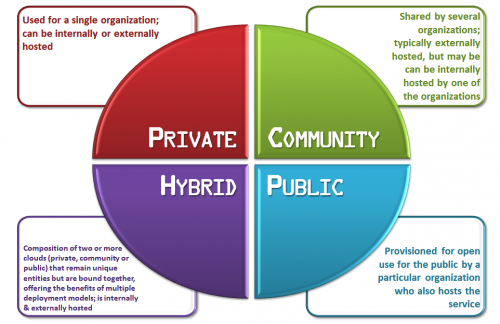 Used for a single organization;
can be internally or externally
hosted
Shared by several
organizations;
typically externally
hosted, but may be
can be internally
hosted by one of
the organizations
PRIVATE
COMMUNITY
HYBRID
PUBLIC
Composition of two or more
clouds (private, community or
public) that remain unique
entities but are bound together,
offering the benefits of multiple
deployment models; is internally
& externally hosted
Provisioned for open
use for the public by a
particular organization
who also hosts the
service